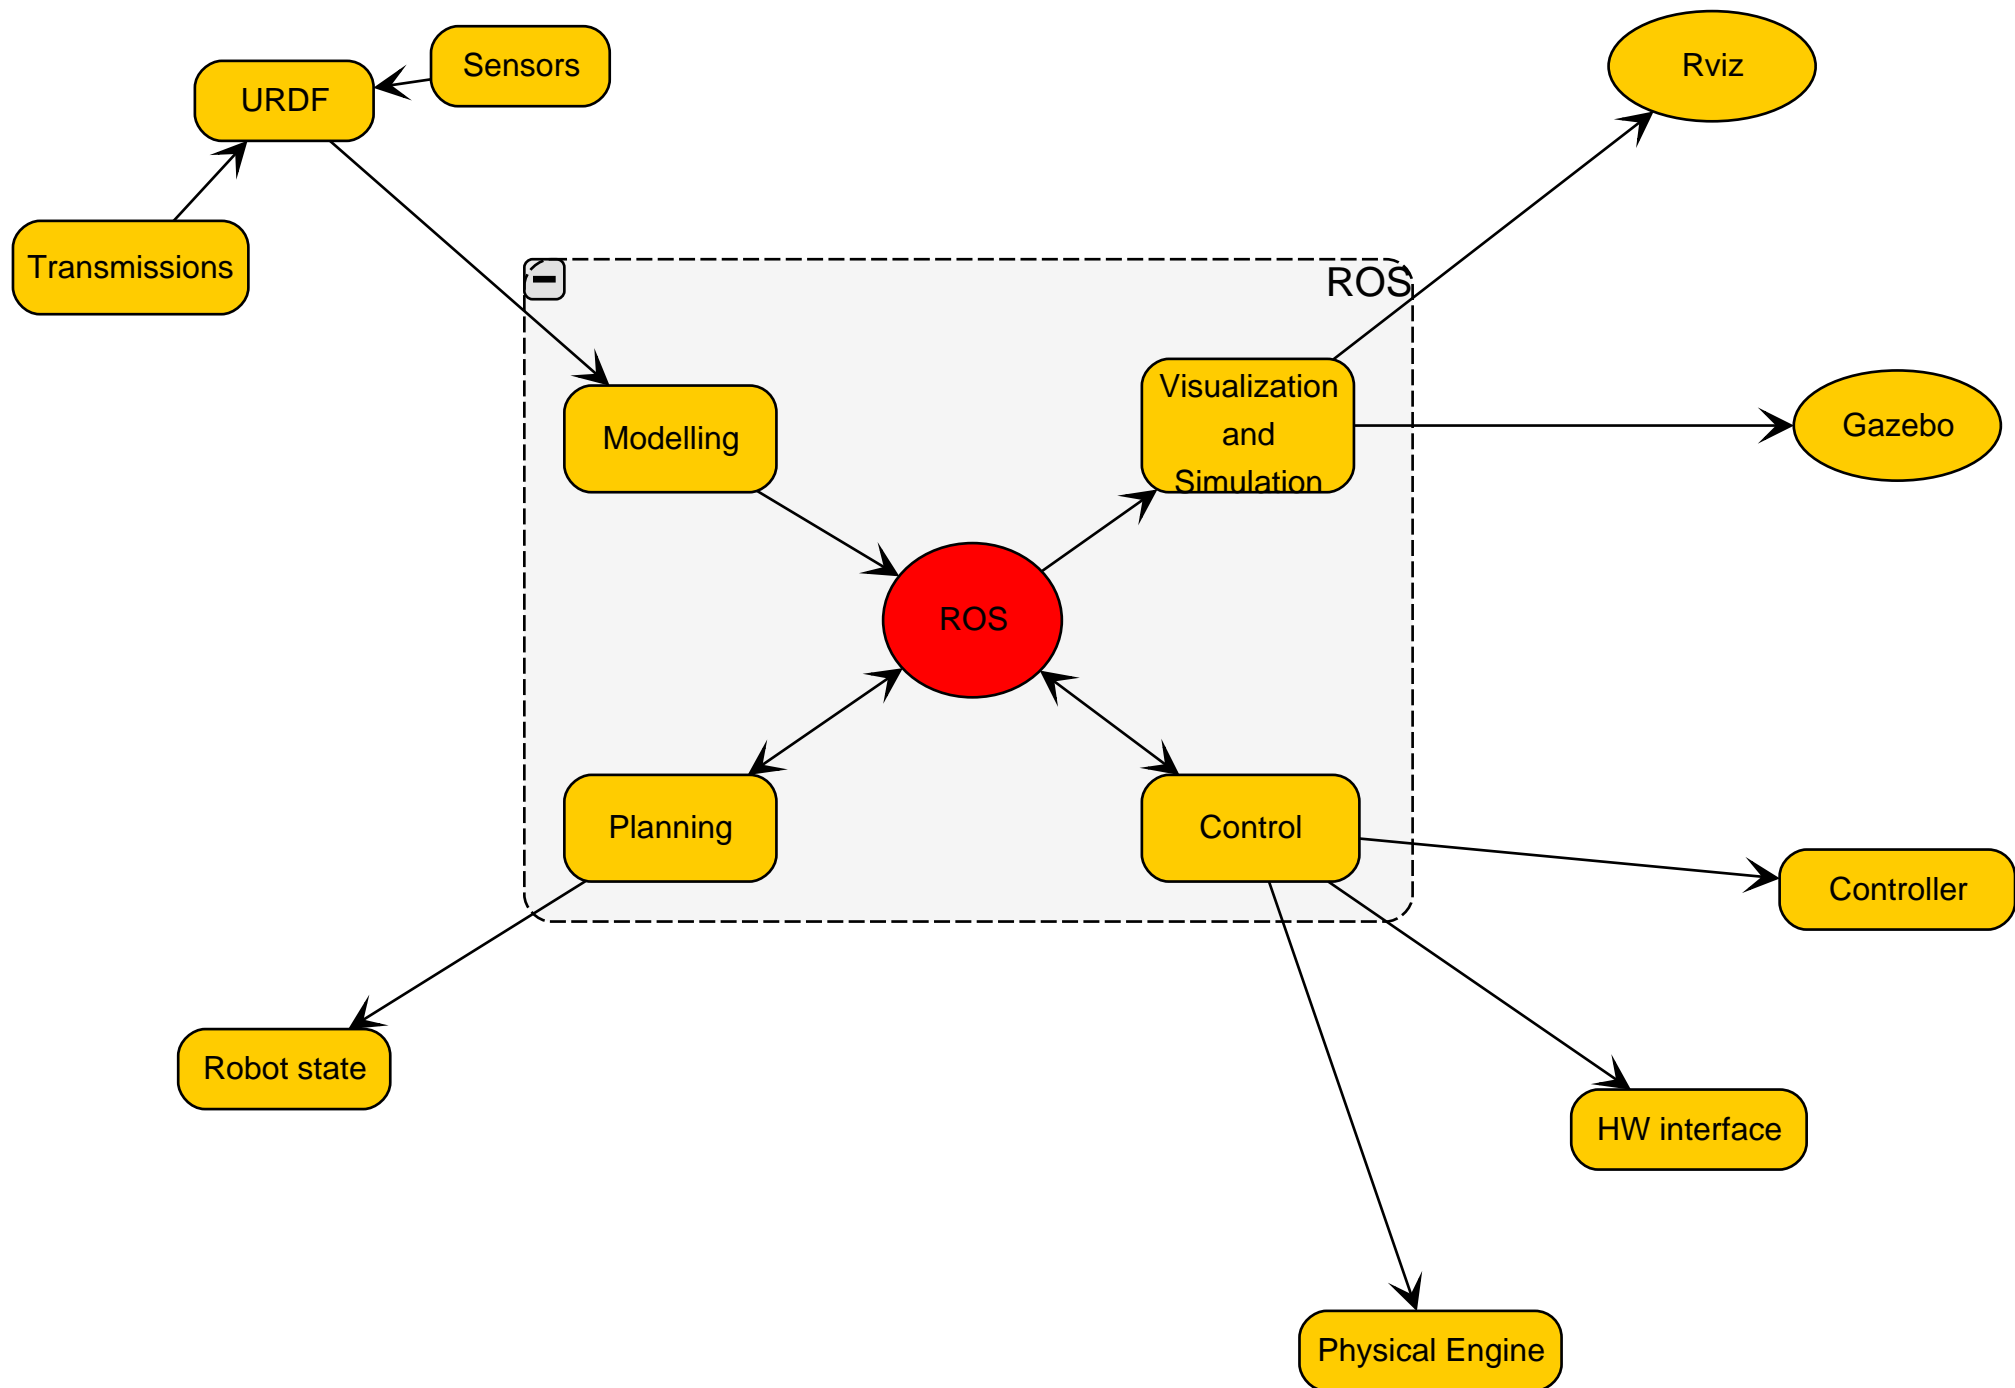 Sensors
Rviz
URDF
Transmissions
ROS
Visualization
and
Simulation
Gazebo
Modelling
ROS
Planning
Control
Controller
Robot state
HW interface
Physical Engine